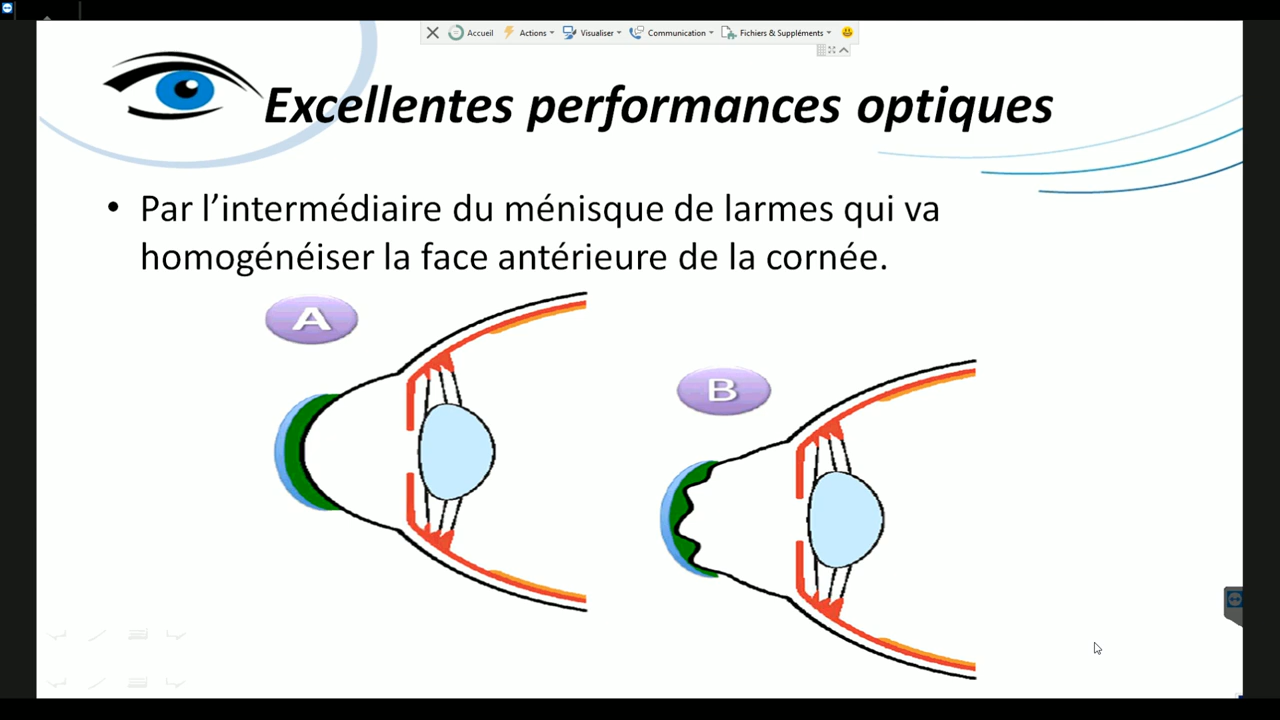 Accueil Actions Visualiser Communication Fichiers & Suppléments
Excellentes performances optiques
• Par l’intermédiaire du ménisque de larmes qui va
homogénéiser la face antérieure de la cornée.
A
B